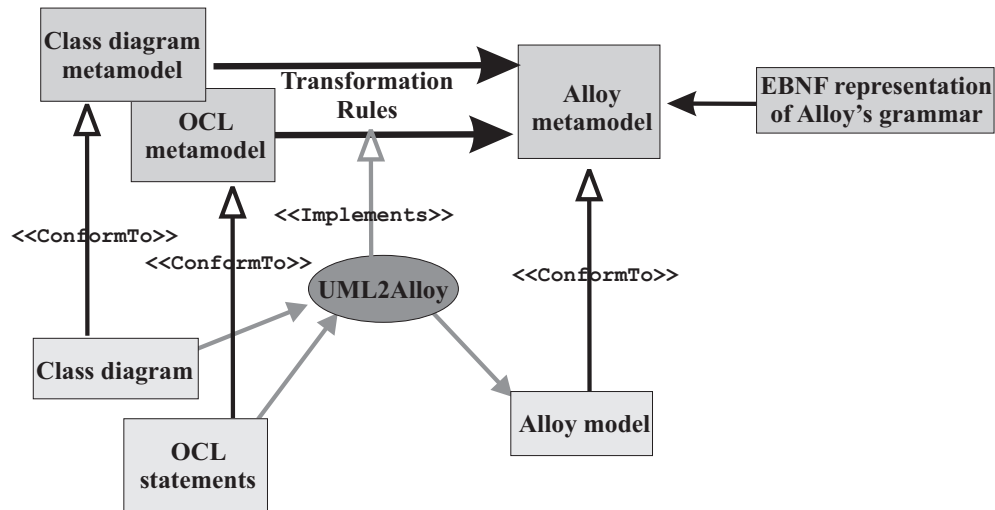 Class diagram
metamodel
Transformation
Rules
OCL
metamodel
Alloy
metamodel
EBNF representation
of Alloy's grammar
<<Implements>>
<<ConformTo>>
<<ConformTo>>
<<ConformTo>>
UML2Alloy
Class diagram
Alloy model
OCL
statements